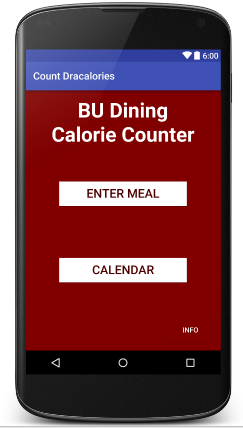 6:00
Count Dracalories
BU Dining
Calorie Counter
ENTER MEAL
CALENDAR
INFO